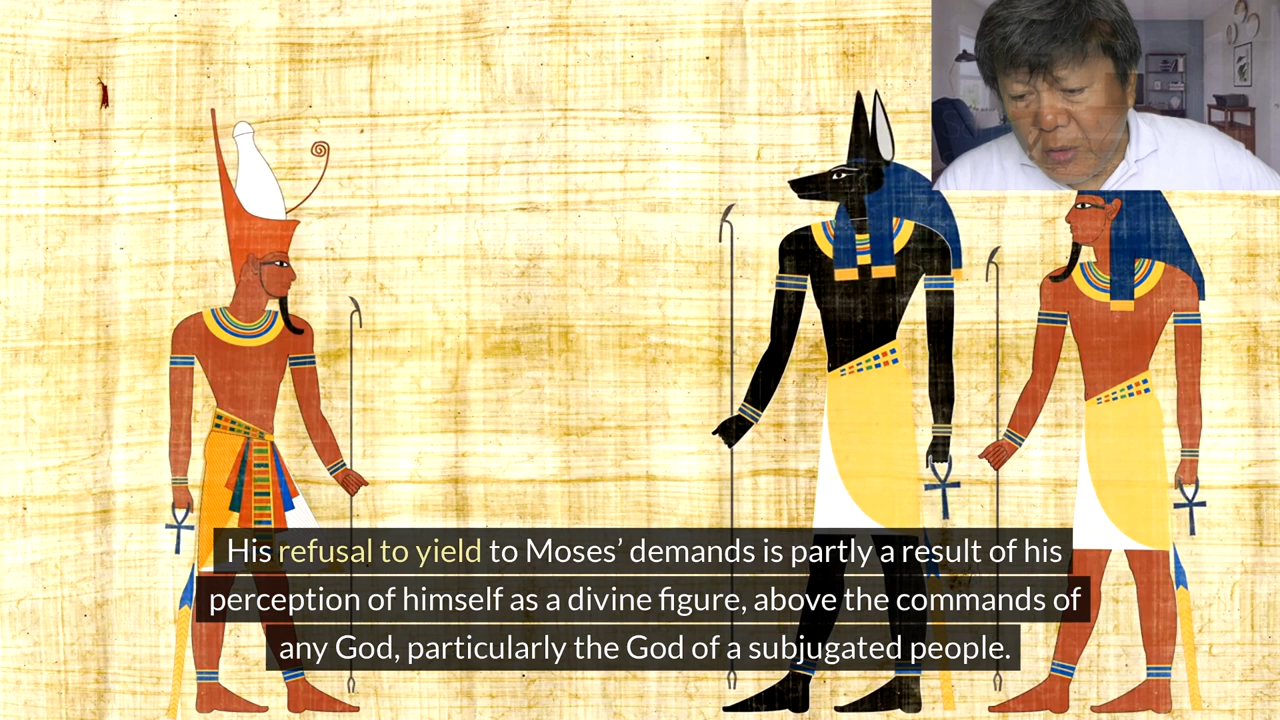 His refusal to yield to Moses’ demands is partly a result of his
perception of himself as a divine figure, above the commands of
any God, particularly the God of a subjugated people.